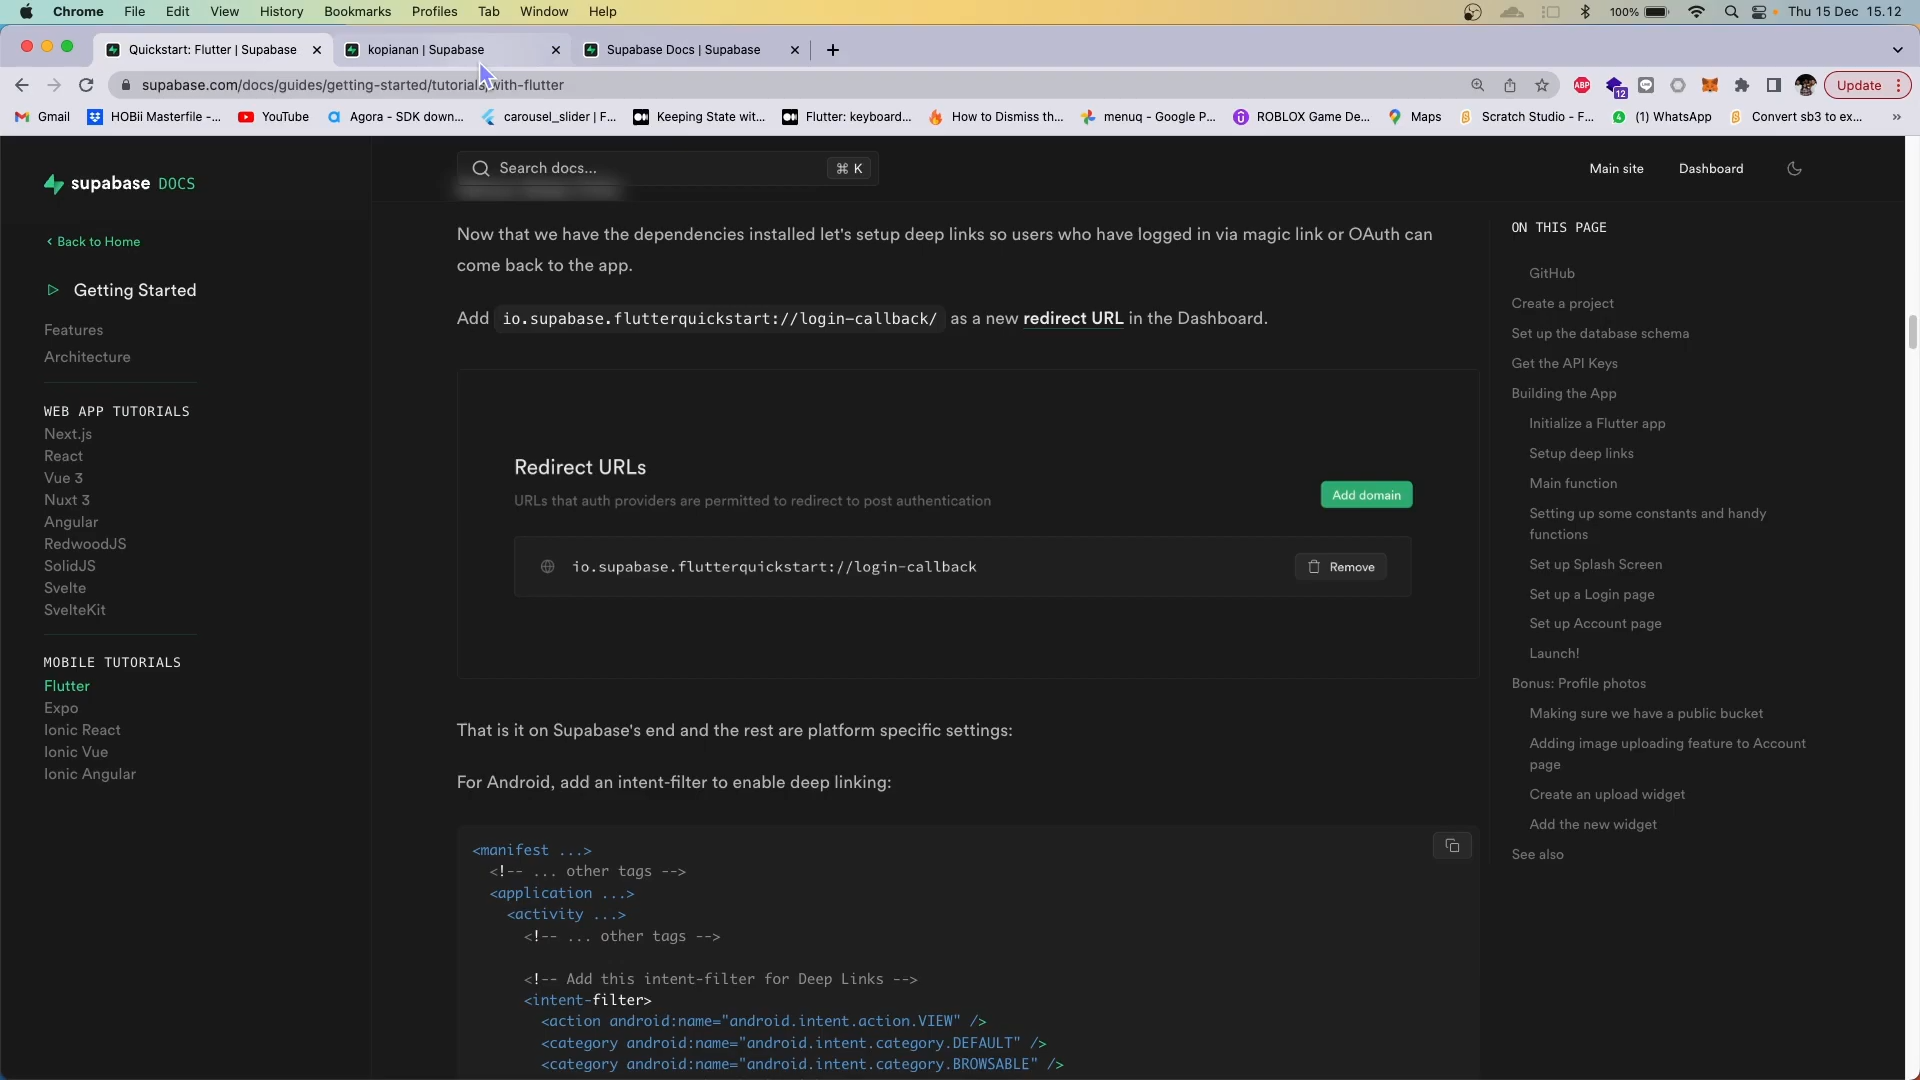 Chrome File Edit View History Bookmarks Profiles Tab Window Help 100% Thu 15 Dec 15.12
Quickstart: Flutter | Supabase kopianan | Supabase Supabase Docs | Supabase
supabase.com/docs/guides/getting-started/tutorials/with-flutter ABP 12 Update
Gmail HOBii Masterfile -... YouTube Agora - SDK down... carousel_slider | F... Keeping State wit... Flutter: keyboard... How to Dismiss th... menuq - Google P... ROBLOX Game De... Maps Scratch Studio - F... (1) WhatsApp Convert sb3 to ex... »
supabase DOCS
Search docs... ⌘ K
Main site Dashboard
‹ Back to Home
Getting Started
Features
Architecture
WEB APP TUTORIALS
Next.js
React
Vue 3
Nuxt 3
Angular
RedwoodJS
SolidJS
Svelte
SvelteKit
MOBILE TUTORIALS
Flutter
Expo
Ionic React
Ionic Vue
Ionic Angular
Now that we have the dependencies installed let's setup deep links so users who have logged in via magic link or OAuth can
come back to the app.
Add io.supabase.flutterquickstart://login-callback/ as a new redirect URL in the Dashboard.
Redirect URLs
URLs that auth providers are permitted to redirect to post authentication
Add domain
io.supabase.flutterquickstart://login-callback
Remove
That is it on Supabase's end and the rest are platform specific settings:
For Android, add an intent-filter to enable deep linking:
<manifest ...>
<!-- ... other tags -->
<application ...>
<activity ...>
<!-- ... other tags -->
<!-- Add this intent-filter for Deep Links -->
<intent-filter>
<action android:name="android.intent.action.VIEW" />
<category android:name="android.intent.category.DEFAULT" />
<category android:name="android.intent.category.BROWSABLE" />
ON THIS PAGE
GitHub
Create a project
Set up the database schema
Get the API Keys
Building the App
Initialize a Flutter app
Setup deep links
Main function
Setting up some constants and handy
functions
Set up Splash Screen
Set up a Login page
Set up Account page
Launch!
Bonus: Profile photos
Making sure we have a public bucket
Adding image uploading feature to Account
page
Create an upload widget
Add the new widget
See also